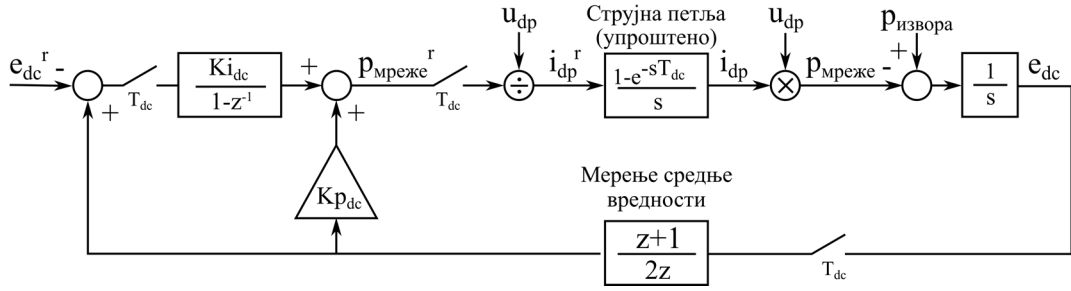 Струјна петља
(упроштено)
u_dp
u_dp
p_извора
e_dc^r
-
Ki_dc
1-z^-1
+
p_мреже^r
÷
i_dp^r
1-e^-sT_dc
s
i_dp
×
p_мреже
-
+
1
s
e_dc
T_dc
T_dc
+
+
Kp_dc
Мерење средње
вредности
z+1
2z
T_dc